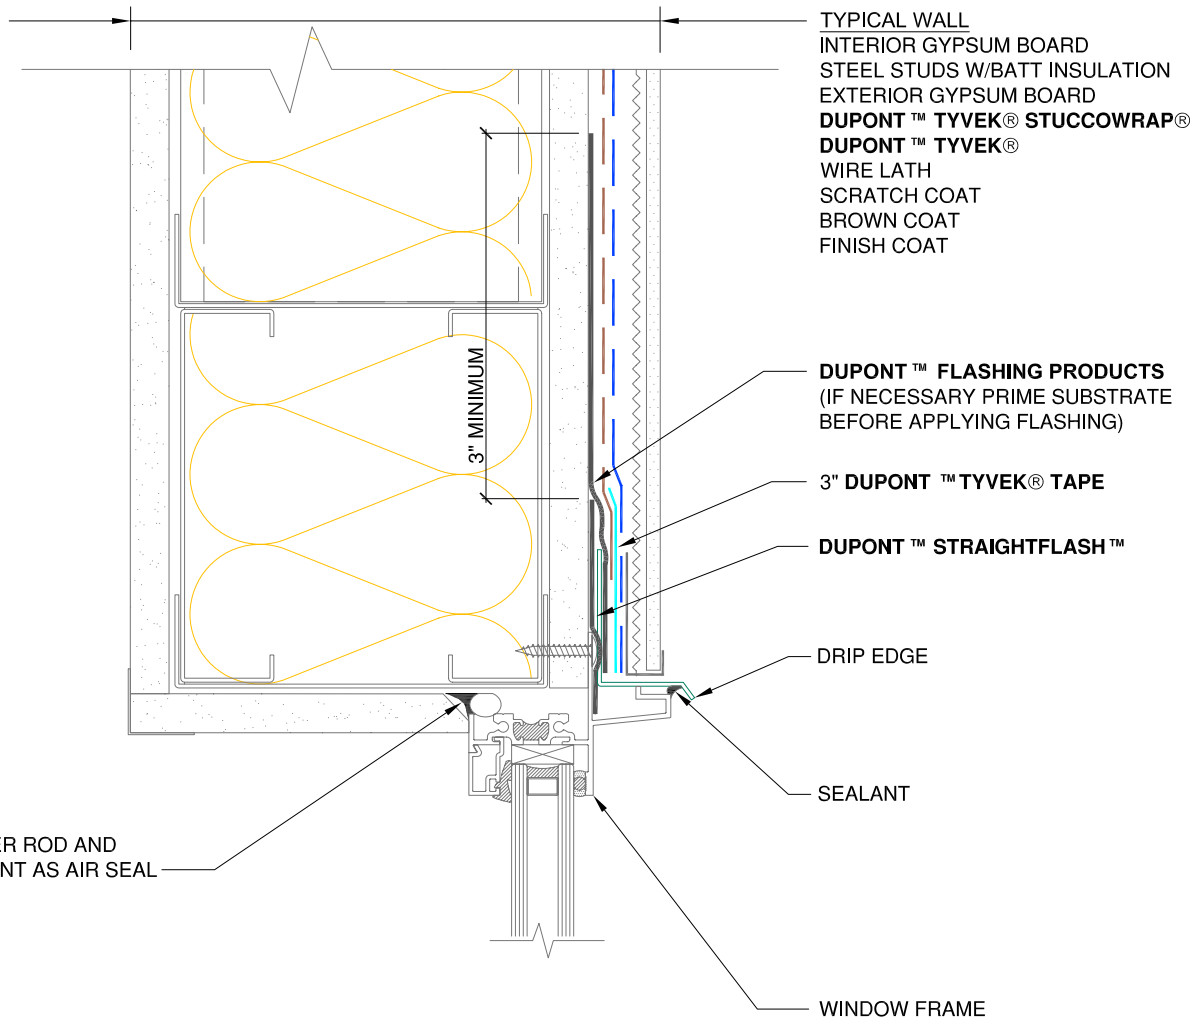 TYPICAL WALL
INTERIOR GYPSUM BOARD
STEEL STUDS W/BATT INSULATION
EXTERIOR GYPSUM BOARD
DUPONT ™ TYVEK® STUCCOWRAP®
DUPONT ™ TYVEK®
WIRE LATH
SCRATCH COAT
BROWN COAT
FINISH COAT
3" MINIMUM
DUPONT ™ FLASHING PRODUCTS
(IF NECESSARY PRIME SUBSTRATE
BEFORE APPLYING FLASHING)
3" DUPONT ™ TYVEK® TAPE
DUPONT ™ STRAIGHTFLASH ™
DRIP EDGE
SEALANT
ROD AND
AS AIR SEAL
WINDOW FRAME